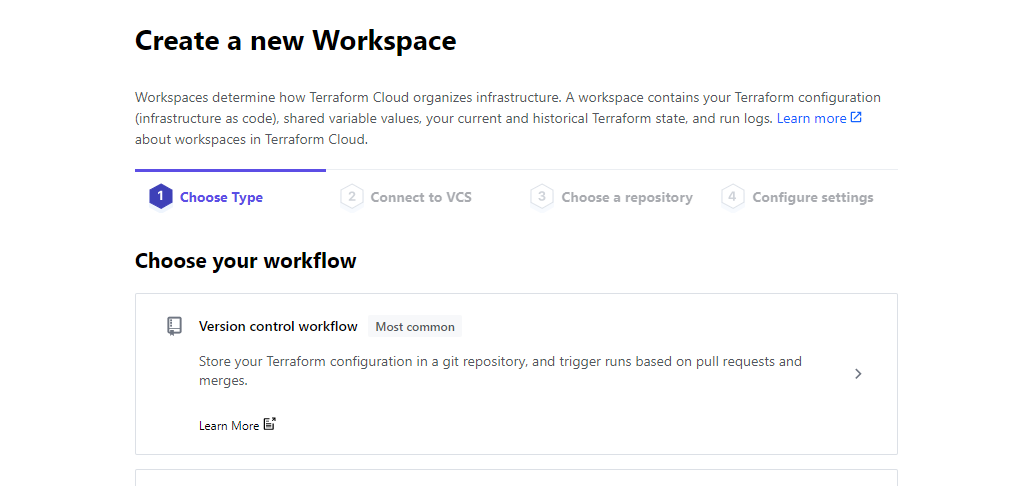 Create a new Workspace
Workspaces determine how Terraform Cloud organizes infrastructure. A workspace contains your Terraform configuration
(infrastructure as code), shared variable values, your current and historical Terraform state, and run logs. Learn more
about workspaces in Terraform Cloud.
1 Choose Type
2 Connect to VCS
3 Choose a repository
4 Configure settings
Choose your workflow
Version control workflow Most common
Store your Terraform configuration in a git repository, and trigger runs based on pull requests and
merges.
Learn More